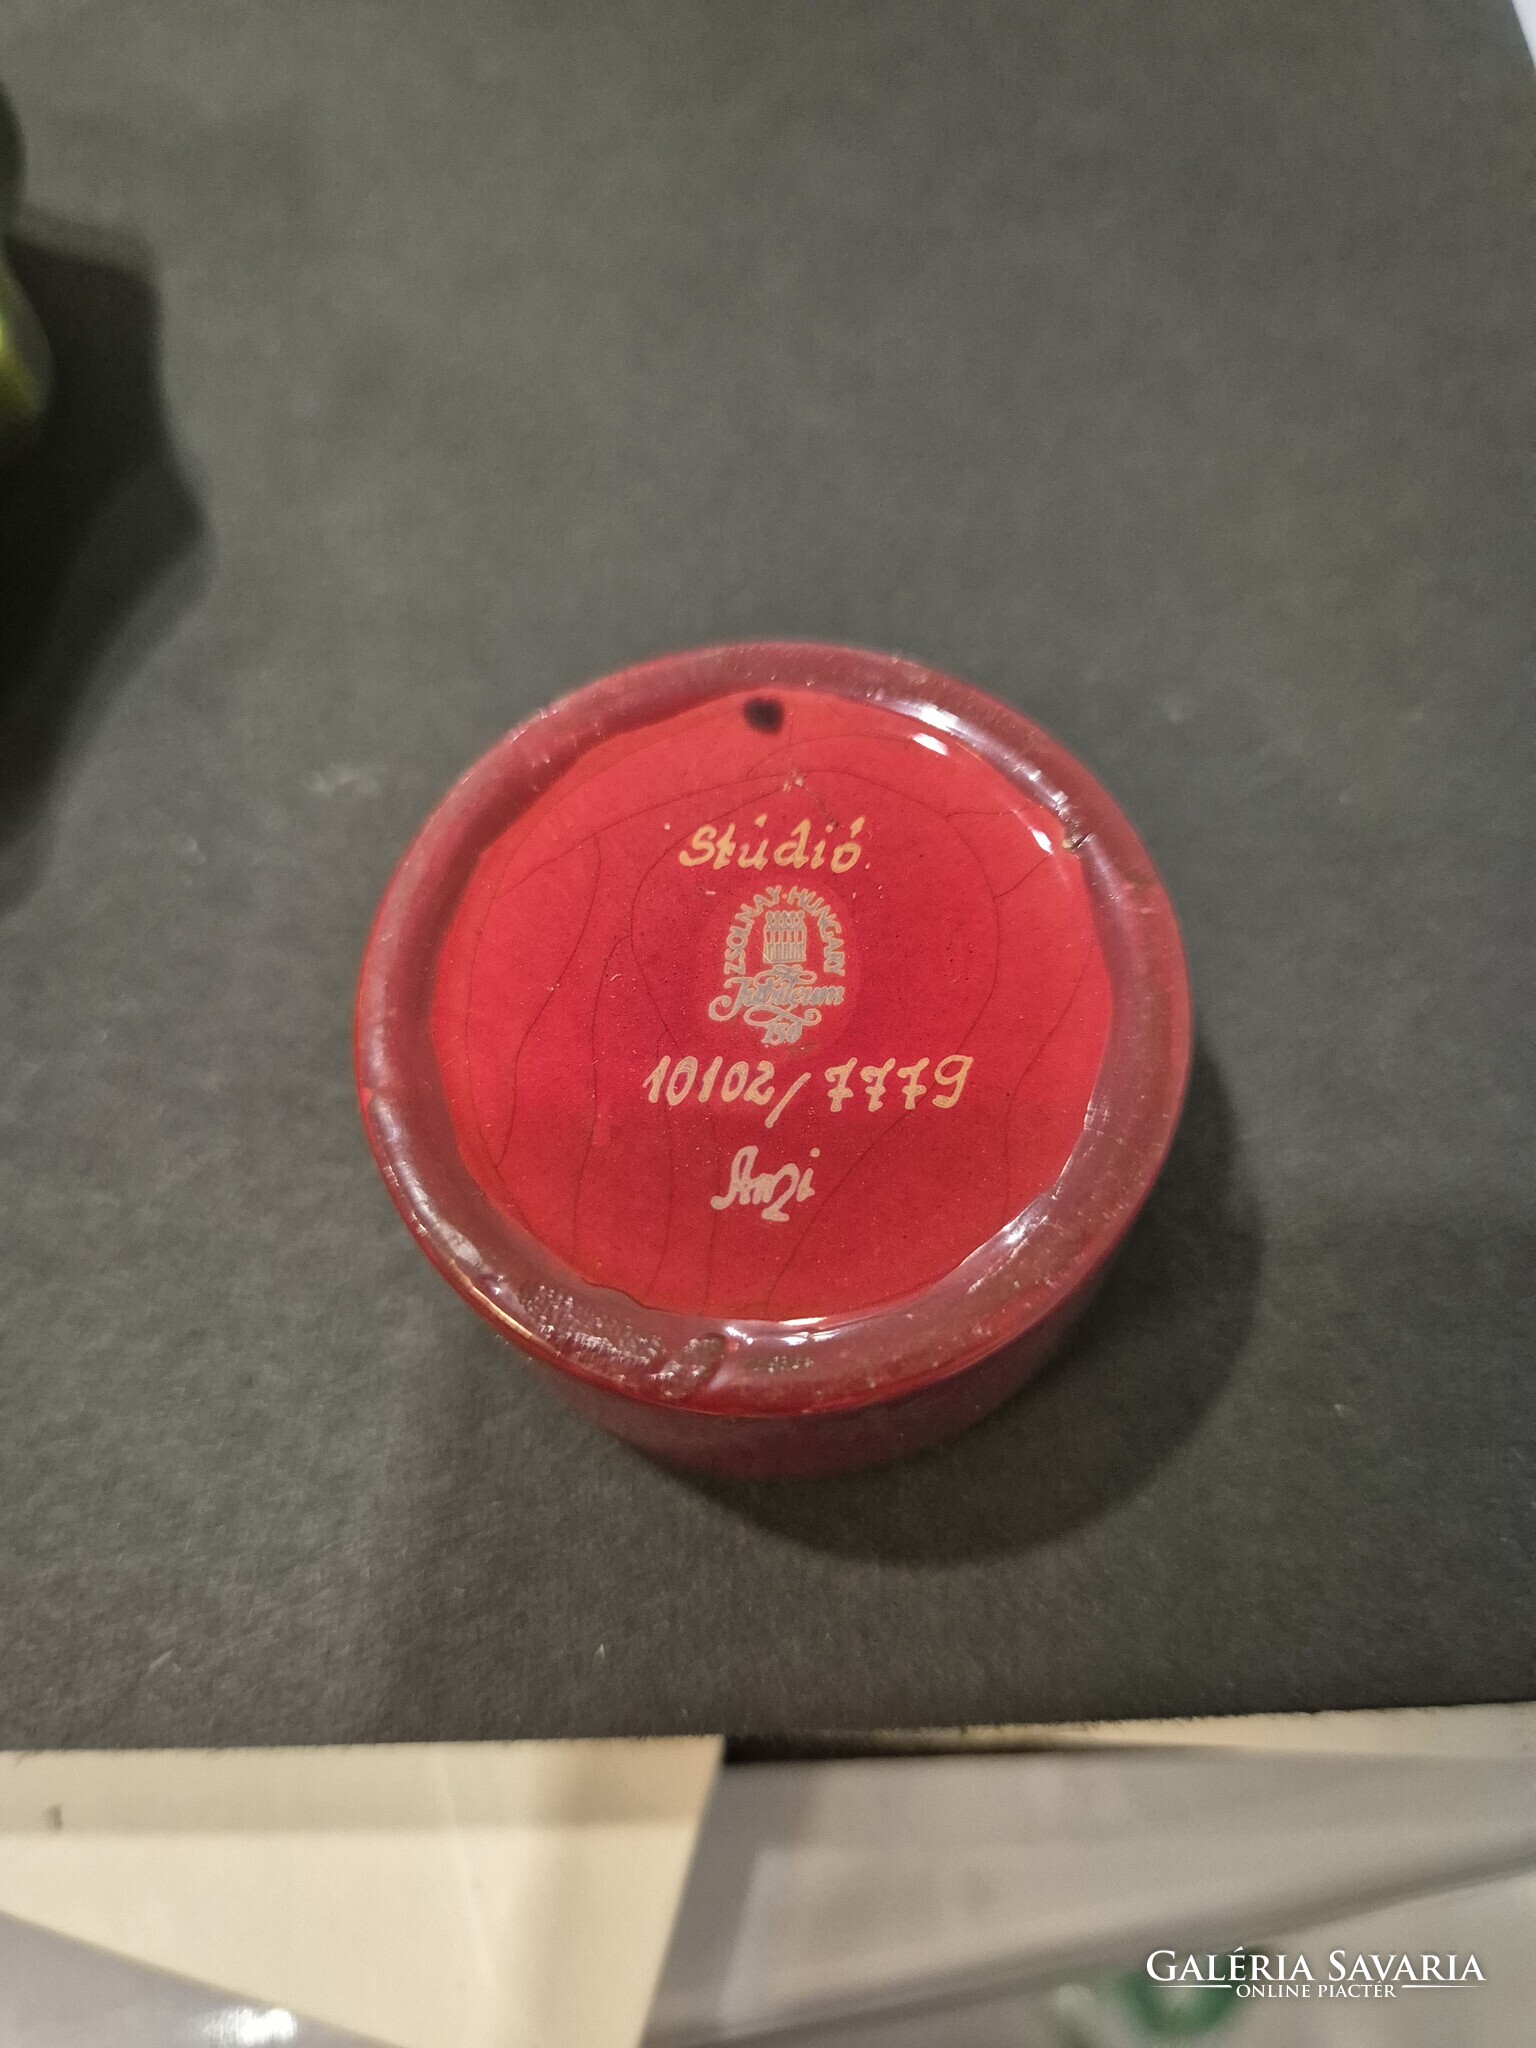 Stúdió
ZSOLNAY·HUNGARY
Jubileum
150
10102/7779
GALÉRIA SAVARIA
ONLINE PIACTÉR